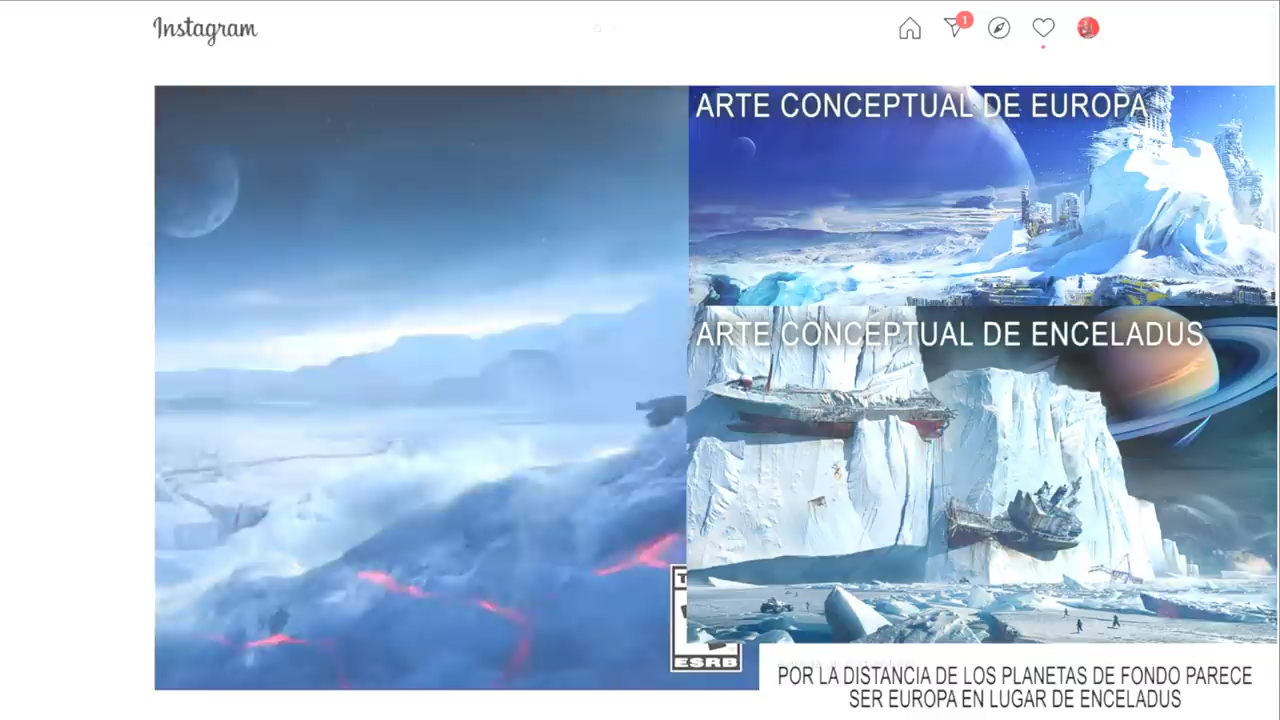 Instagram
1
ARTE CONCEPTUAL DE EUROPA
ARTE CONCEPTUAL DE ENCELADUS
ESRB
POR LA DISTANCIA DE LOS PLANETAS DE FONDO PARECE
SER EUROPA EN LUGAR DE ENCELADUS